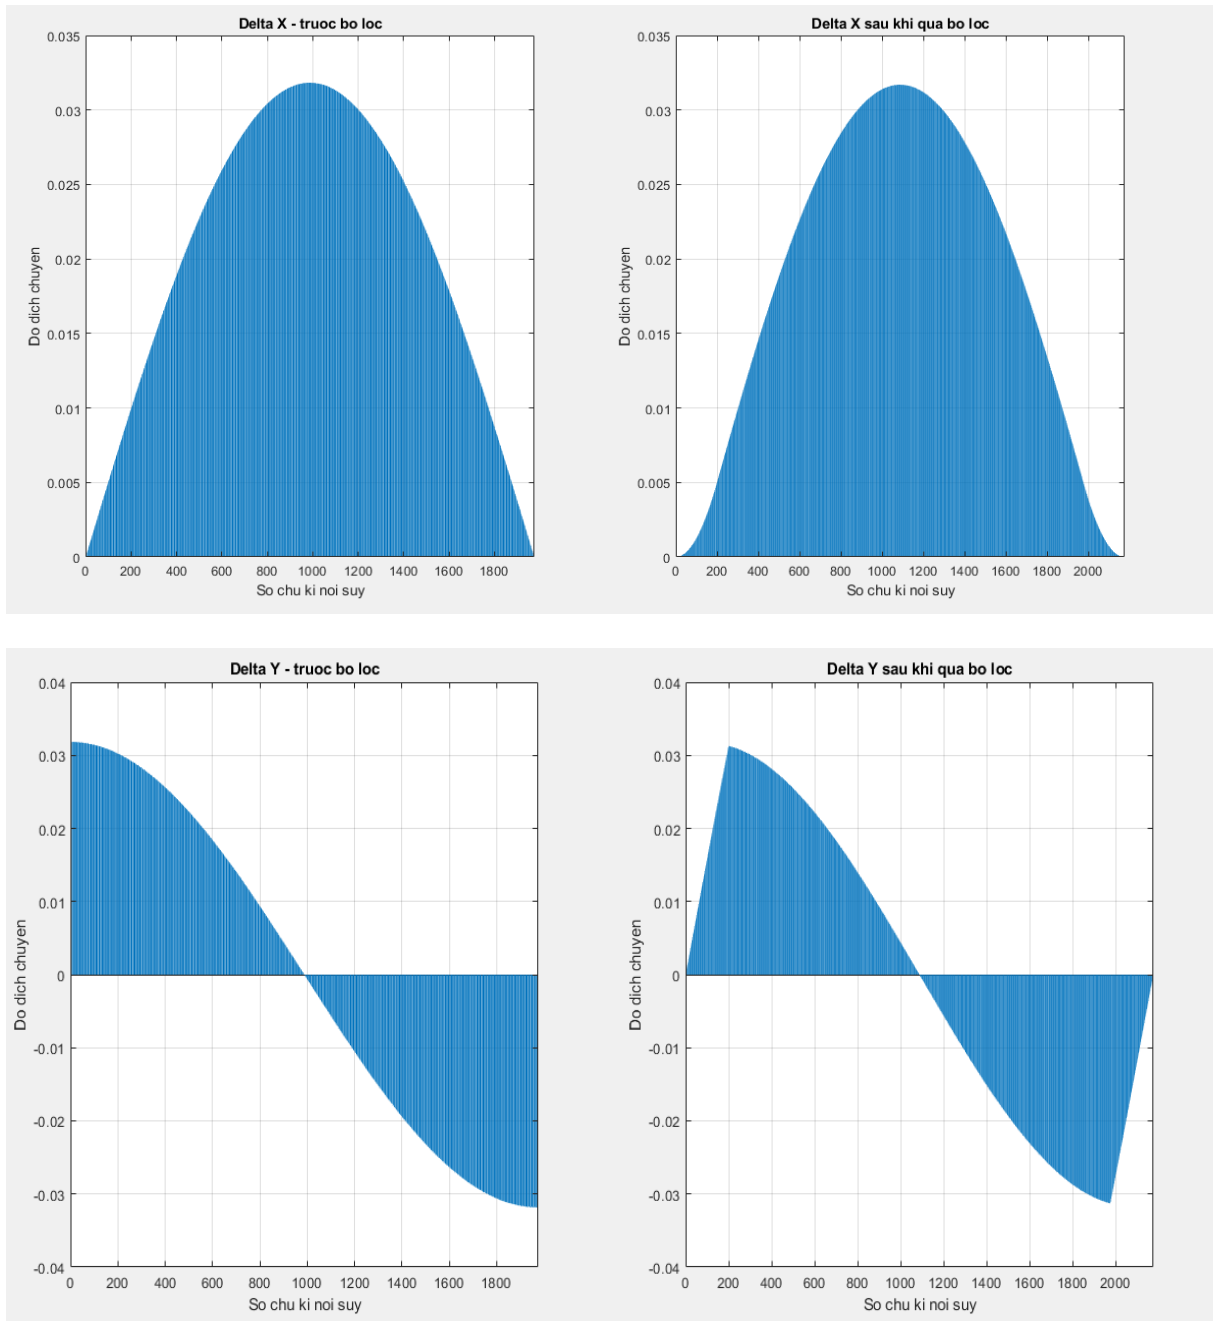 Delta X - truoc bo loc
0.035
0.03
0.025
0.02
0.015
0.01
0.005
0
Do dich chuyen
0 200 400 600 800 1000 1200 1400 1600 1800
So chu ki noi suy
Delta X sau khi qua bo loc
0.035
0.03
0.025
0.02
0.015
0.01
0.005
0
Do dich chuyen
0 200 400 600 800 1000 1200 1400 1600 1800 2000
So chu ki noi suy
Delta Y - truoc bo loc
0.04
0.03
0.02
0.01
0
-0.01
-0.02
-0.03
-0.04
Do dich chuyen
0 200 400 600 800 1000 1200 1400 1600 1800
So chu ki noi suy
Delta Y sau khi qua bo loc
0.04
0.03
0.02
0.01
0
-0.01
-0.02
-0.03
-0.04
Do dich chuyen
0 200 400 600 800 1000 1200 1400 1600 1800 2000
So chu ki noi suy